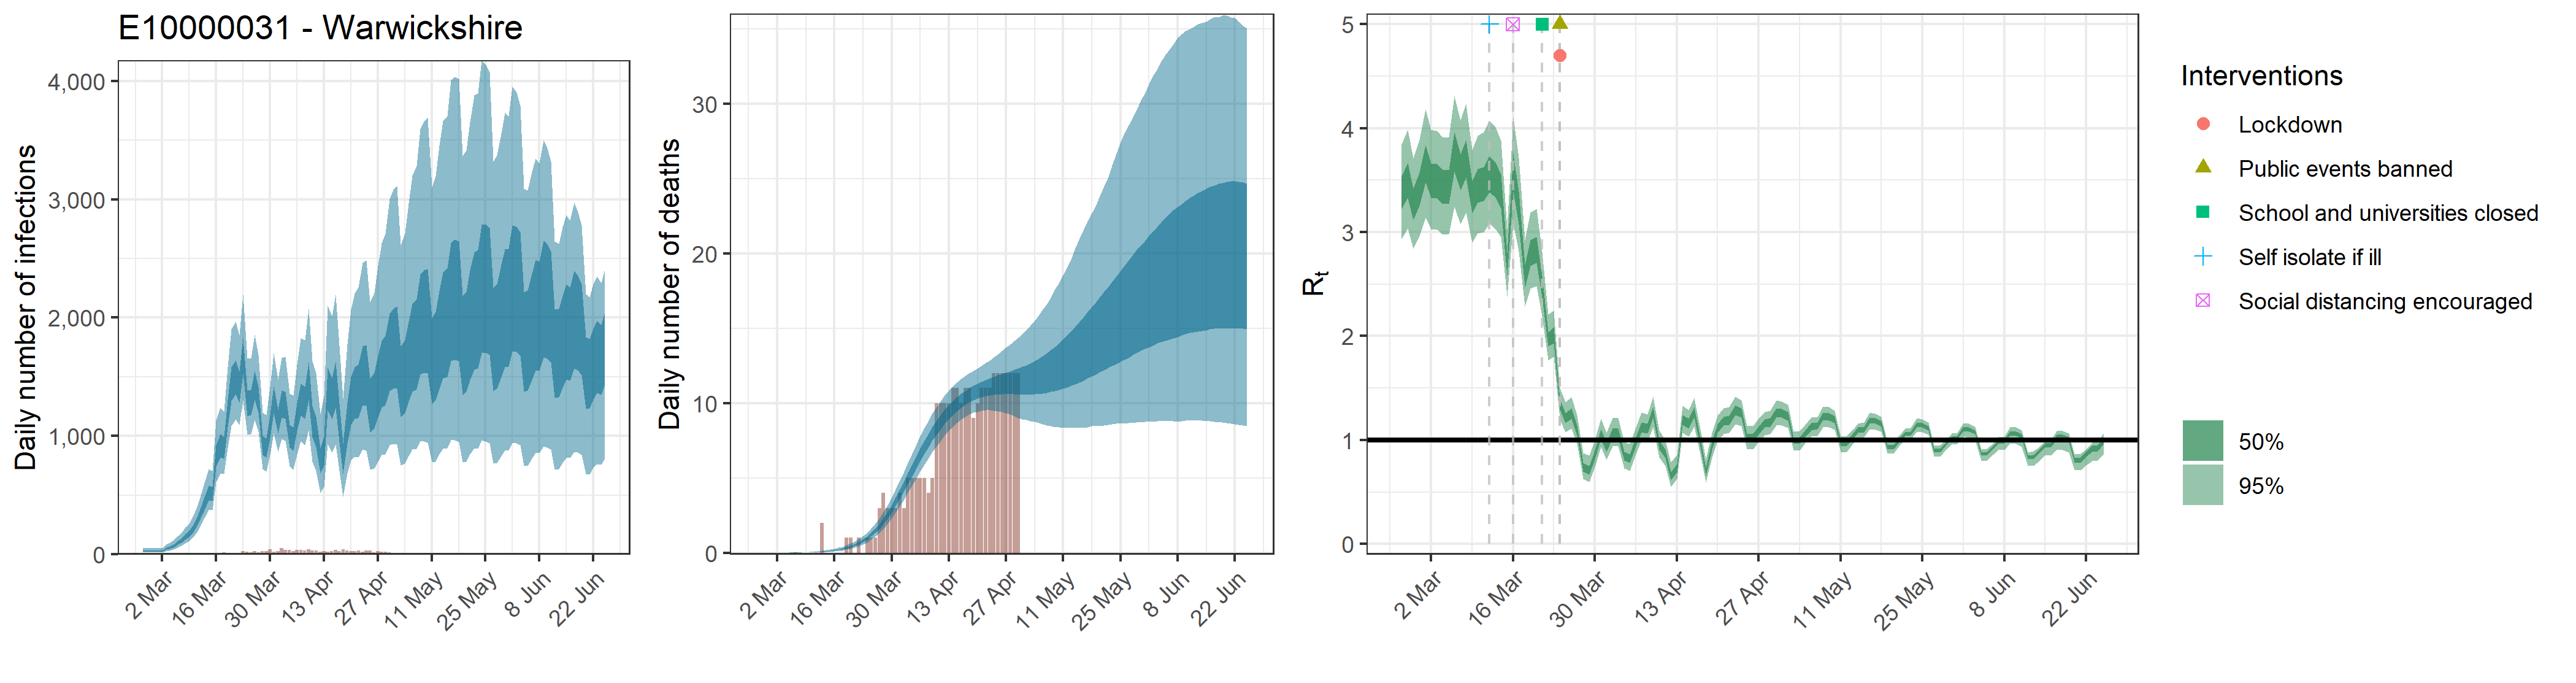 E10000031 - Warwickshire
Daily number of infections
4,000
3,000
2,000
1,000
0
2 Mar
16 Mar
30 Mar
13 Apr
27 Apr
11 May
25 May
8 Jun
22 Jun
Daily number of deaths
30
20
10
0
2 Mar
16 Mar
30 Mar
13 Apr
27 Apr
11 May
25 May
8 Jun
22 Jun
Rt
5
4
3
2
1
0
2 Mar
16 Mar
30 Mar
13 Apr
27 Apr
11 May
25 May
8 Jun
22 Jun
Interventions
Lockdown
Public events banned
School and universities closed
Self isolate if ill
Social distancing encouraged
50%
95%